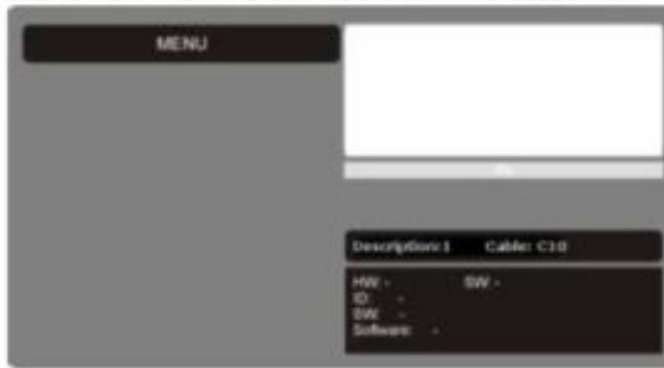 MENU
Description:1 Cable: C10
HW: - SW: -
ID: -
SW: -
Software: -